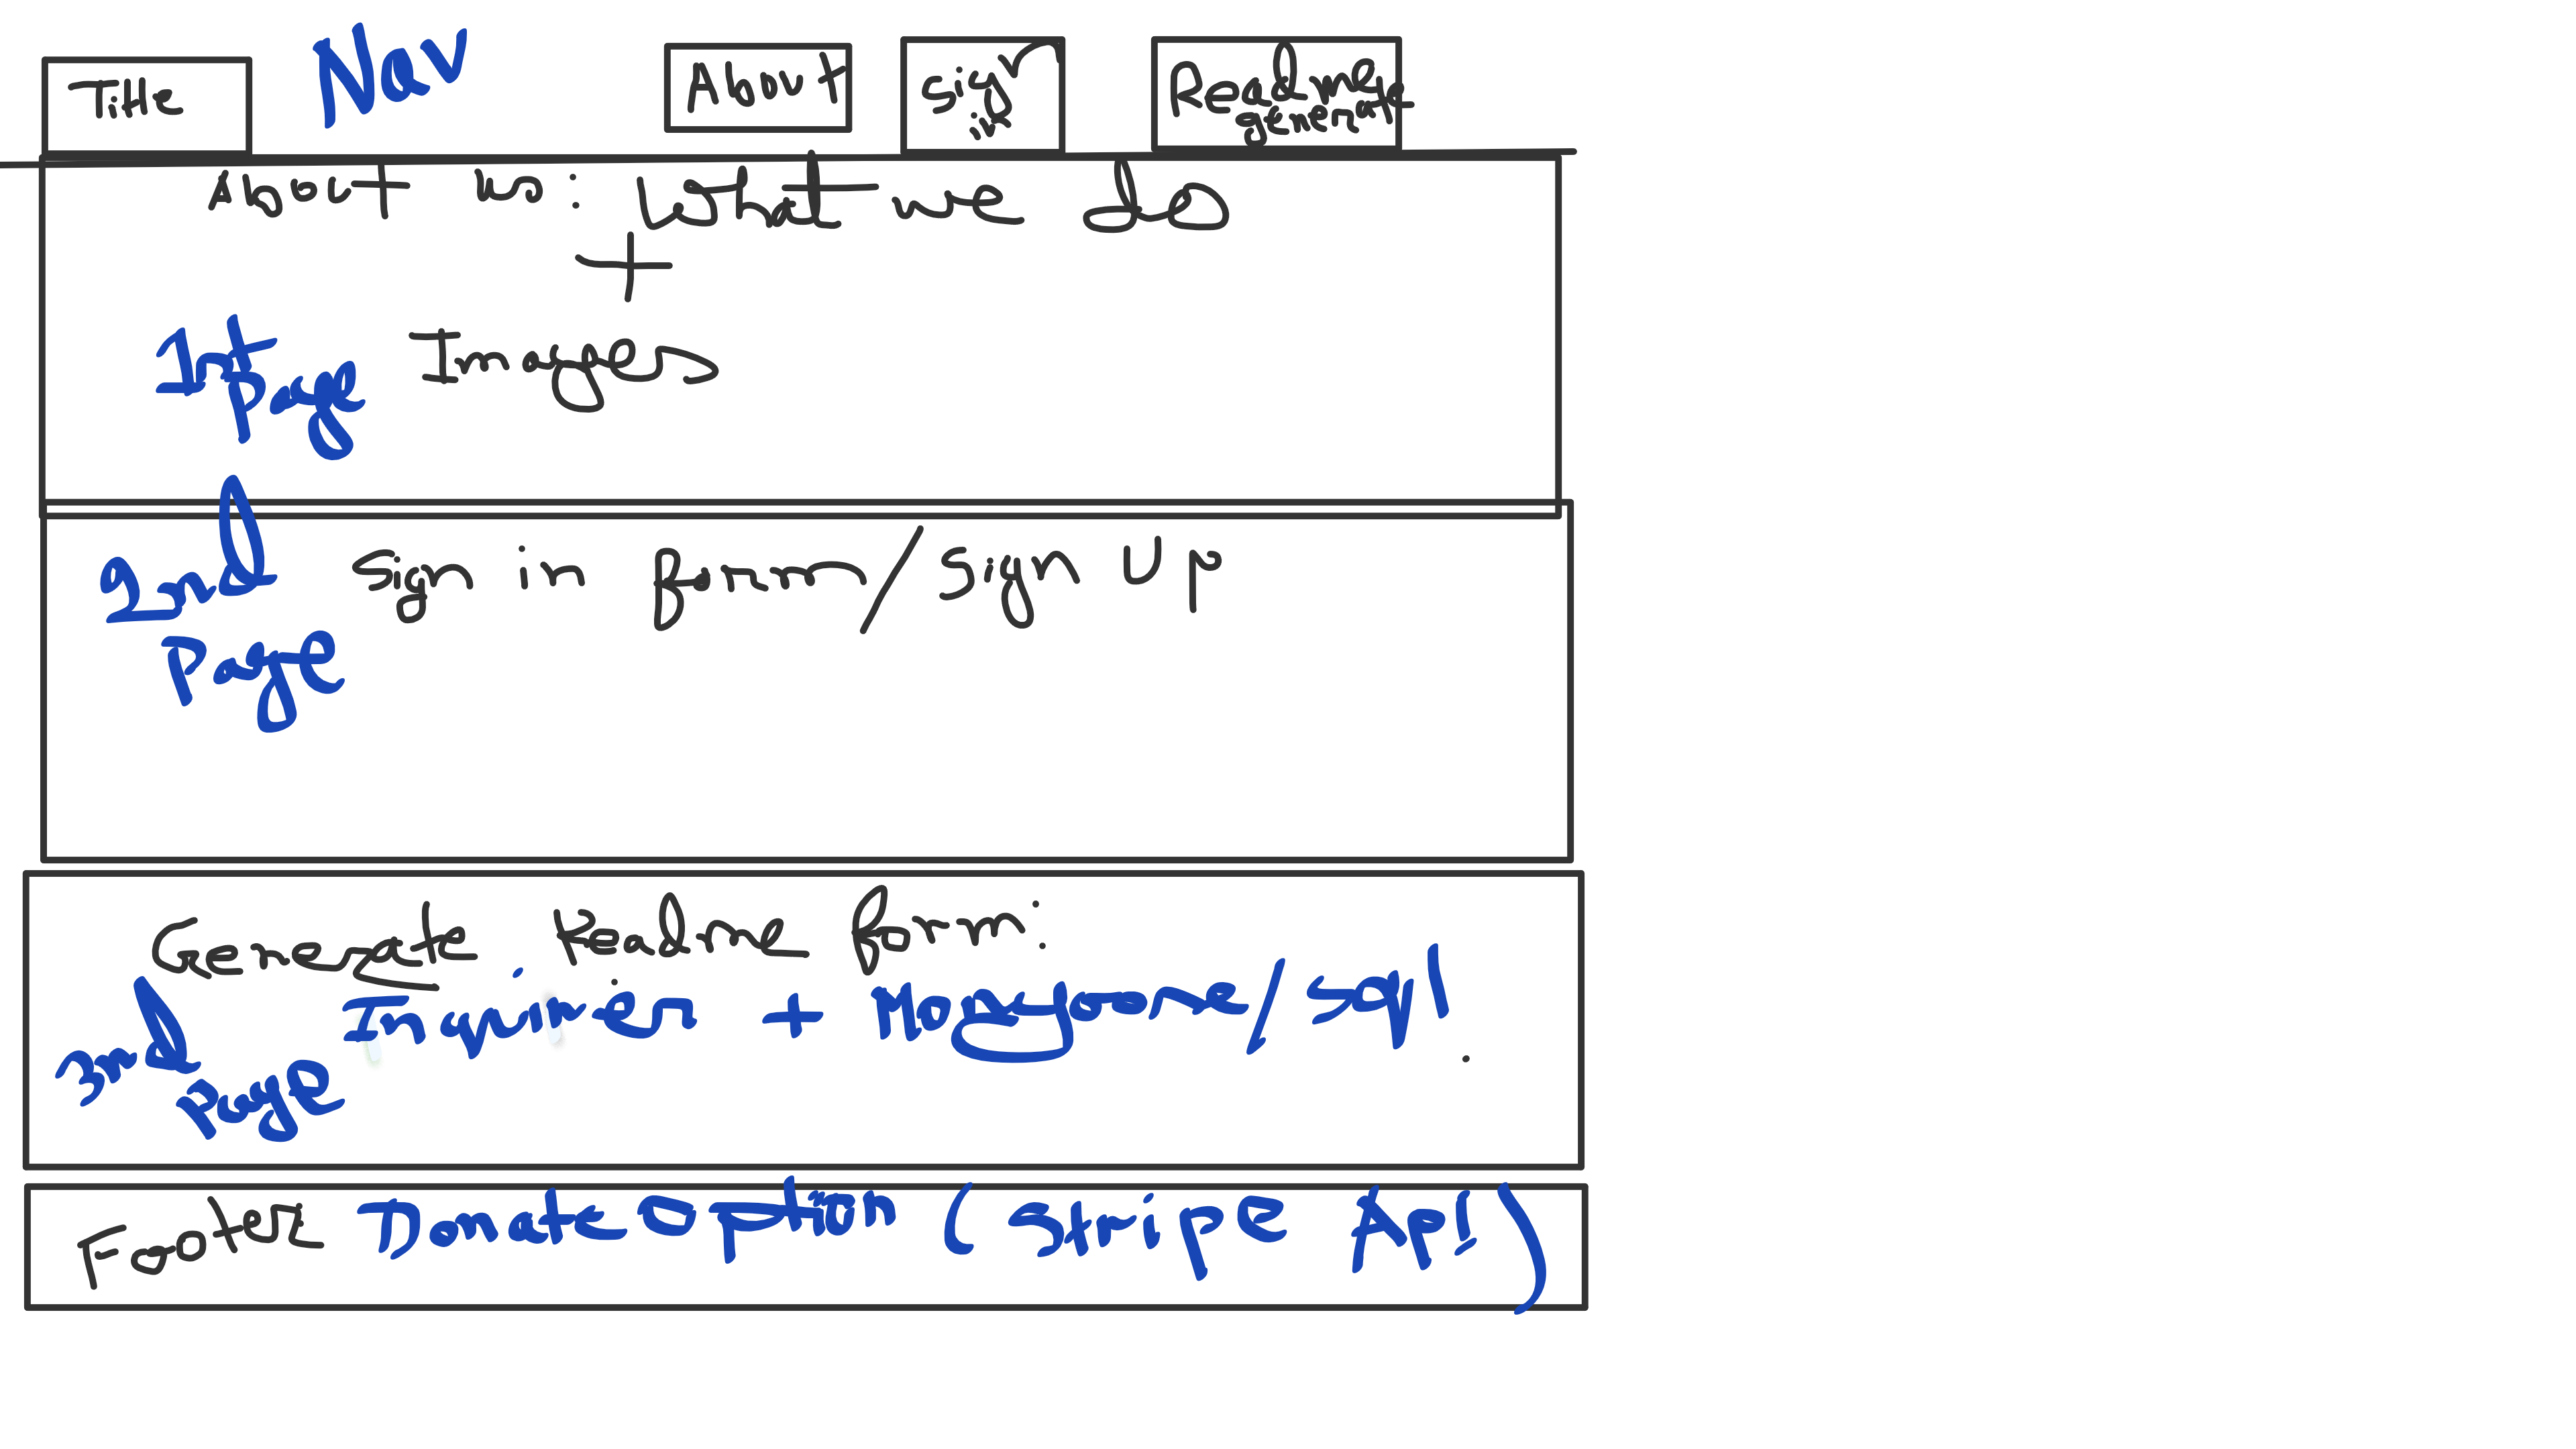 Title Nav About Sign in Readme generate
About us: What we do
+
1st Page Images
2nd Page Sign in form/Sign Up
Generate Readme form:
3rd Page Inquirer + Mongoose/sql.
Footer Donate Option (Stripe Api)